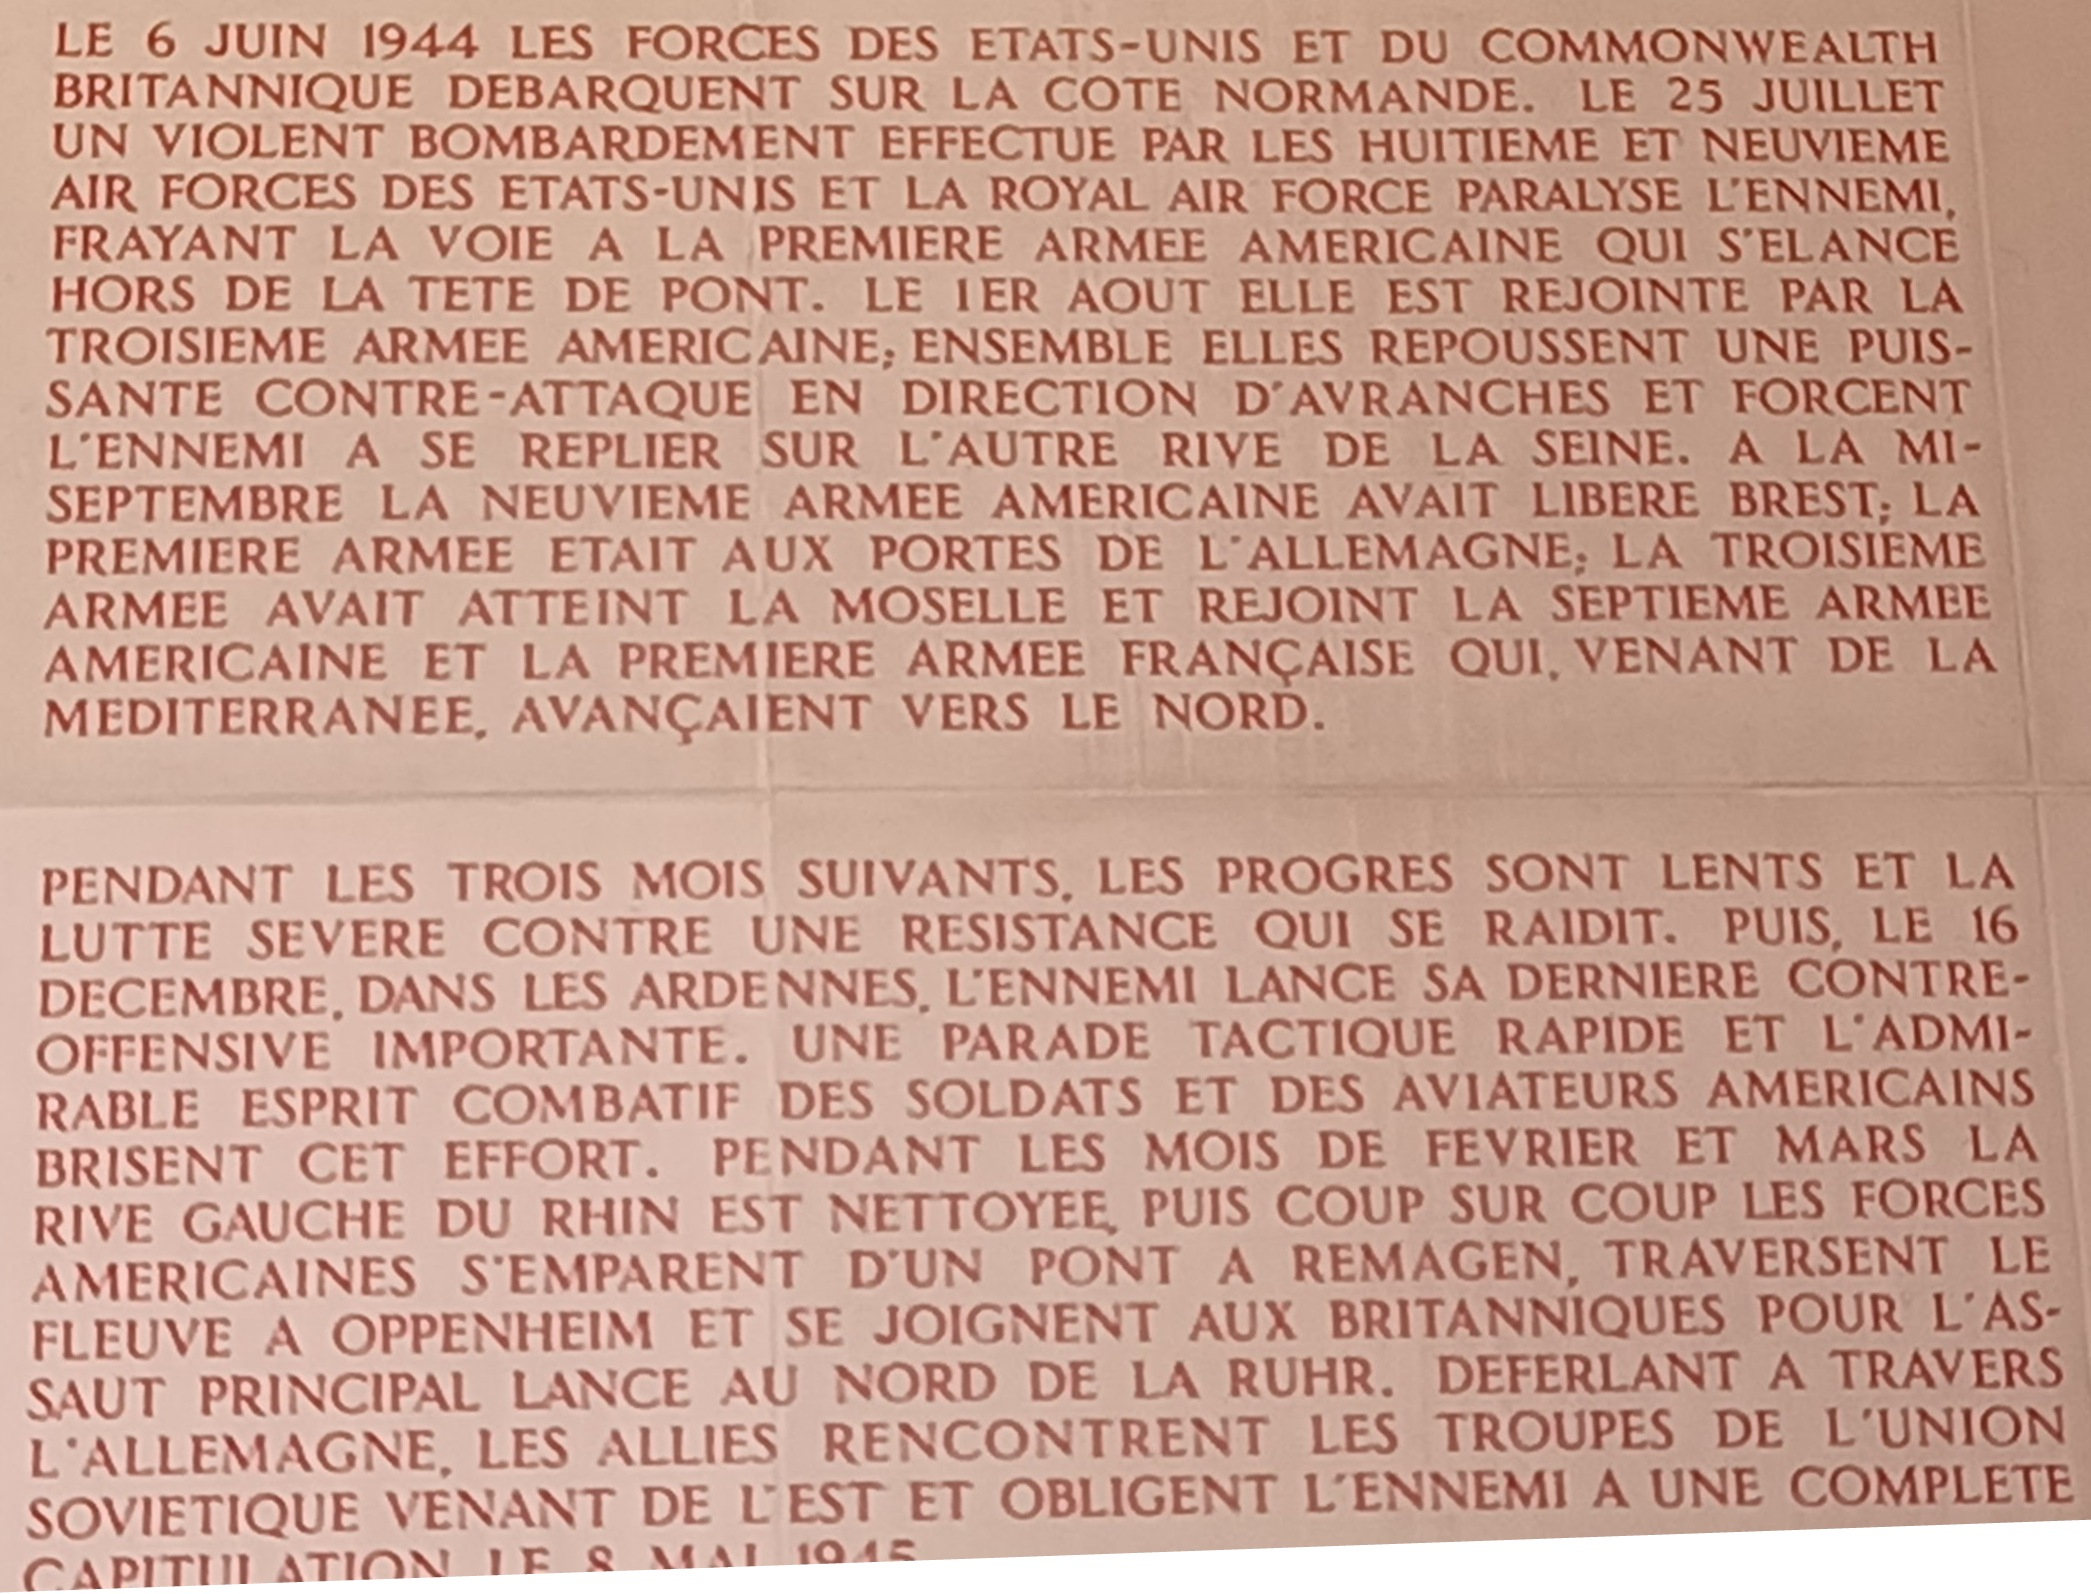 LE 6 JUIN 1944 LES FORCES DES ETATS-UNIS ET DU COMMONWEALTH
BRITANNIQUE DEBARQUENT SUR LA COTE NORMANDE. LE 25 JUILLET
UN VIOLENT BOMBARDEMENT EFFECTUE PAR LES HUITIEME ET NEUVIEME
AIR FORCES DES ETATS-UNIS ET LA ROYAL AIR FORCE PARALYSE L'ENNEMI,
FRAYANT LA VOIE A LA PREMIERE ARMEE AMERICAINE QUI S'ELANCE
HORS DE LA TETE DE PONT. LE 1ER AOUT ELLE EST REJOINTE PAR LA
TROISIEME ARMEE AMERICAINE; ENSEMBLE ELLES REPOUSSENT UNE PUIS-
SANTE CONTRE-ATTAQUE EN DIRECTION D'AVRANCHES ET FORCENT
L'ENNEMI A SE REPLIER SUR L'AUTRE RIVE DE LA SEINE. A LA MI-
SEPTEMBRE LA NEUVIEME ARMEE AMERICAINE AVAIT LIBERE BREST; LA
PREMIERE ARMEE ETAIT AUX PORTES DE L'ALLEMAGNE; LA TROISIEME
ARMEE AVAIT ATTEINT LA MOSELLE ET REJOINT LA SEPTIEME ARMEE
AMERICAINE ET LA PREMIERE ARMEE FRANÇAISE QUI, VENANT DE LA
MEDITERRANEE, AVANÇAIENT VERS LE NORD.
PENDANT LES TROIS MOIS SUIVANTS, LES PROGRES SONT LENTS ET LA
LUTTE SEVERE CONTRE UNE RESISTANCE QUI SE RAIDIT. PUIS, LE 16
DECEMBRE, DANS LES ARDENNES, L'ENNEMI LANCE SA DERNIERE CONTRE-
OFFENSIVE IMPORTANTE. UNE PARADE TACTIQUE RAPIDE ET L'ADMI-
RABLE ESPRIT COMBATIF DES SOLDATS ET DES AVIATEURS AMERICAINS
BRISENT CET EFFORT. PENDANT LES MOIS DE FEVRIER ET MARS LA
RIVE GAUCHE DU RHIN EST NETTOYEE, PUIS COUP SUR COUP LES FORCES
AMERICAINES S'EMPARENT D'UN PONT A REMAGEN, TRAVERSENT LE
FLEUVE A OPPENHEIM ET SE JOIGNENT AUX BRITANNIQUES POUR L'AS-
SAUT PRINCIPAL LANCE AU NORD DE LA RUHR. DEFERLANT A TRAVERS
L'ALLEMAGNE, LES ALLIES RENCONTRENT LES TROUPES DE L'UNION
SOVIETIQUE VENANT DE L'EST ET OBLIGENT L'ENNEMI A UNE COMPLETE
CAPITULATION LE 8 MAI 1945